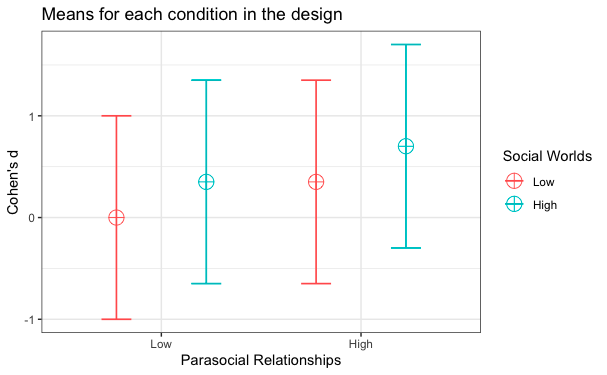 Means for each condition in the design
Cohen's d
1
0
-1
Low
High
Parasocial Relationships
Social Worlds
Low
High